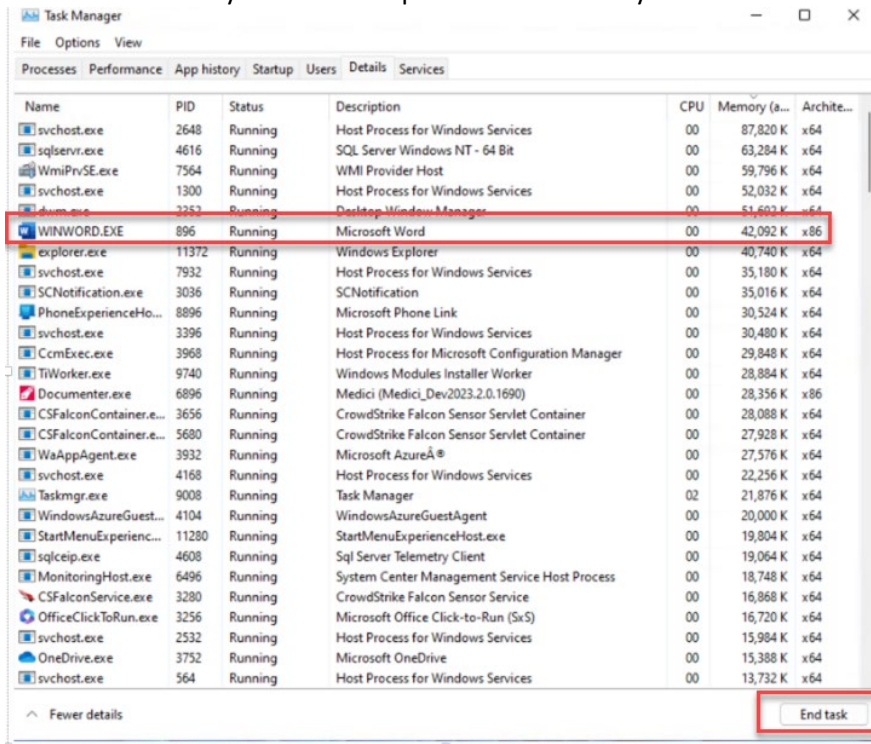 Task Manager
File Options View
Processes Performance App history Startup Users Details Services
Name PID Status Description CPU Memory (a... Archite...
svchost.exe 2648 Running Host Process for Windows Services 00 87,820 K x64
sqlservr.exe 4616 Running SQL Server Windows NT - 64 Bit 00 63,284 K x64
WmiPrvSE.exe 7564 Running WMI Provider Host 00 59,796 K x64
svchost.exe 1300 Running Host Process for Windows Services 00 52,032 K x64
dwm.exe Running Desktop Window Manager 00 x64
WINWORD.EXE 896 Running Microsoft Word 00 42,092 K x86
explorer.exe 11372 Running Windows Explorer 00 40,740 K x64
svchost.exe 7932 Running Host Process for Windows Services 00 35,180 K x64
SCNotification.exe 3036 Running SCNotification 00 35,016 K x64
PhoneExperienceHo... 8896 Running Microsoft Phone Link 00 30,524 K x64
svchost.exe 3396 Running Host Process for Windows Services 00 30,480 K x64
CcmExec.exe 3968 Running Host Process for Microsoft Configuration Manager 00 29,848 K x64
TiWorker.exe 9740 Running Windows Modules Installer Worker 00 28,884 K x64
Documenter.exe 6896 Running Medici (Medici_Dev2023.2.0.1690) 00 28,356 K x86
CSFalconContainer.e... 3656 Running CrowdStrike Falcon Sensor Servlet Container 00 28,088 K x64
CSFalconContainer.e... 5680 Running CrowdStrike Falcon Sensor Servlet Container 00 27,928 K x64
WaAppAgent.exe 3932 Running Microsoft AzureÂ® 00 27,576 K x64
svchost.exe 4168 Running Host Process for Windows Services 00 22,256 K x64
Taskmgr.exe 9008 Running Task Manager 02 21,876 K x64
WindowsAzureGuest... 4104 Running WindowsAzureGuestAgent 00 20,000 K x64
StartMenuExperienc... 11280 Running StartMenuExperienceHost.exe 00 19,804 K x64
sqlceip.exe 4608 Running Sql Server Telemetry Client 00 19,064 K x64
MonitoringHost.exe 6496 Running System Center Management Service Host Process 00 18,748 K x64
CSFalconService.exe 3280 Running CrowdStrike Falcon Sensor Service 00 16,868 K x64
OfficeClickToRun.exe 3256 Running Microsoft Office Click-to-Run (SxS) 00 16,720 K x64
svchost.exe 2532 Running Host Process for Windows Services 00 15,984 K x64
OneDrive.exe 3752 Running Microsoft OneDrive 00 15,388 K x64
svchost.exe 564 Running Host Process for Windows Services 00 13,732 K x64
Fewer details End task